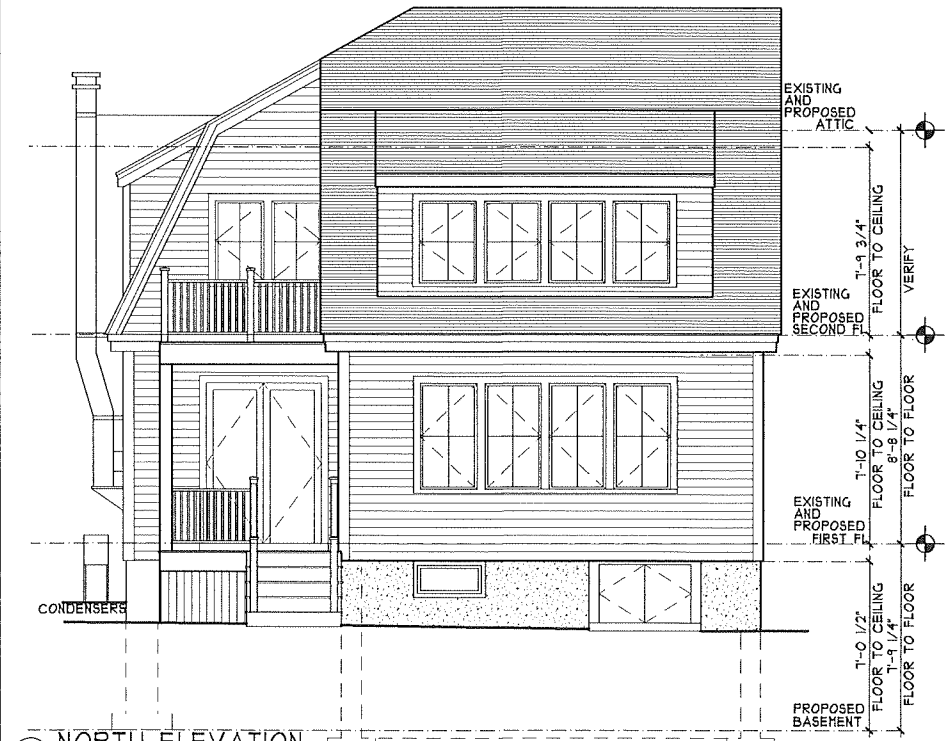 EXISTING
AND
PROPOSED
ATTIC
7'-9 3/4"
FLOOR TO CEILING
VERIFY
EXISTING
AND
PROPOSED
SECOND FL
7'-10 1/4"
FLOOR TO CEILING
8'-8 1/4"
FLOOR TO FLOOR
EXISTING
AND
PROPOSED
FIRST FL
CONDENSERS
7'-0 1/2"
FLOOR TO CEILING
7'-9 1/4"
FLOOR TO FLOOR
PROPOSED
BASEMENT
NORTH ELEVATION